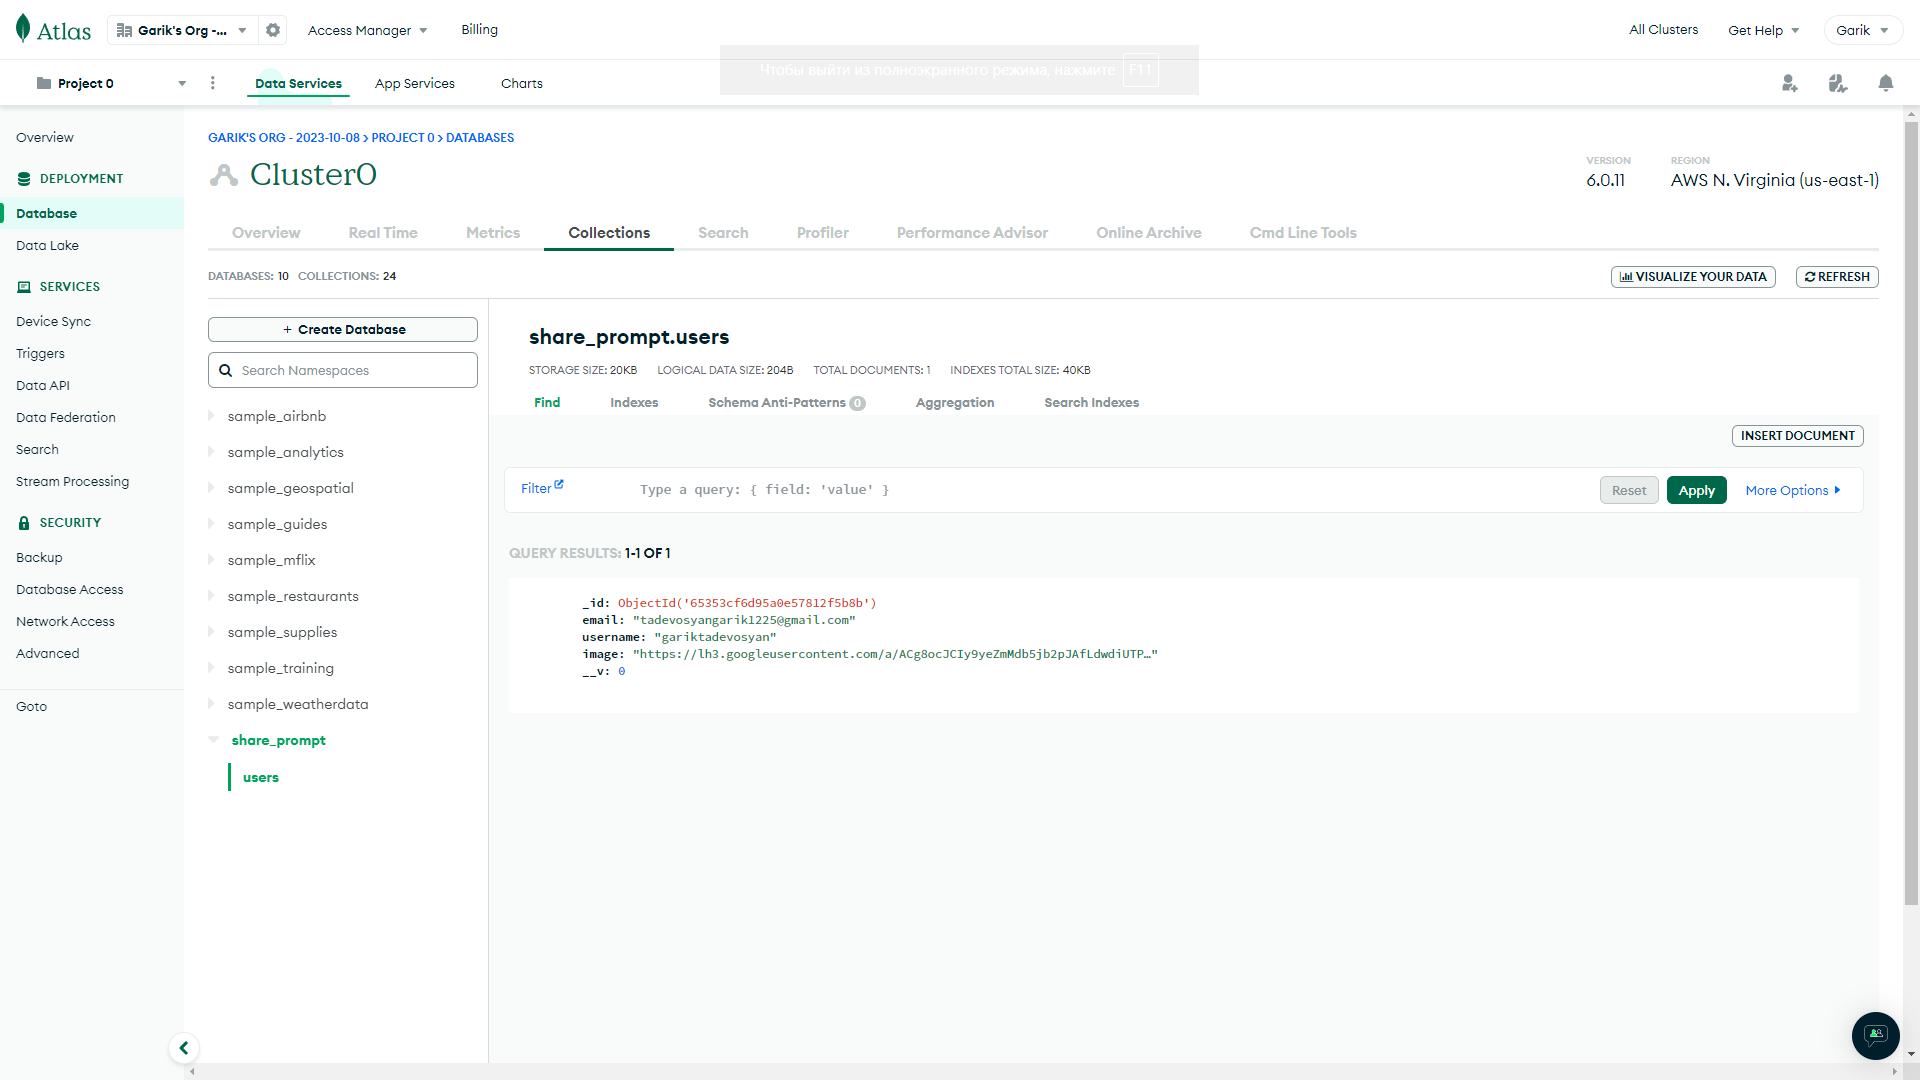 Atlas
Garik's Org -...
Access Manager
Billing
All Clusters
Get Help
Garik
Project 0
Data Services
App Services
Charts
Чтобы выйти из полноэкранного режима, нажмите F11
Overview
DEPLOYMENT
Database
Data Lake
SERVICES
Device Sync
Triggers
Data API
Data Federation
Search
Stream Processing
SECURITY
Backup
Database Access
Network Access
Advanced
Goto
GARIK'S ORG - 2023-10-08 > PROJECT 0 > DATABASES
Cluster0
VERSION
6.0.11
REGION
AWS N. Virginia (us-east-1)
Overview
Real Time
Metrics
Collections
Search
Profiler
Performance Advisor
Online Archive
Cmd Line Tools
DATABASES: 10 COLLECTIONS: 24
VISUALIZE YOUR DATA
REFRESH
+ Create Database
Search Namespaces
sample_airbnb
sample_analytics
sample_geospatial
sample_guides
sample_mflix
sample_restaurants
sample_supplies
sample_training
sample_weatherdata
share_prompt
users
share_prompt.users
STORAGE SIZE: 20KB LOGICAL DATA SIZE: 204B TOTAL DOCUMENTS: 1 INDEXES TOTAL SIZE: 40KB
Find
Indexes
Schema Anti-Patterns 0
Aggregation
Search Indexes
INSERT DOCUMENT
Filter
Type a query: { field: 'value' }
Reset
Apply
More Options
QUERY RESULTS: 1-1 OF 1
_id: ObjectId('65353cf6d95a0e57812f5b8b')
email: "tadevosyangarik1225@gmail.com"
username: "gariktadevosyan"
image: "https://lh3.googleusercontent.com/a/ACg8ocJCIy9yeZmMdb5jb2pJAfLdwdiUTP…"
__v: 0